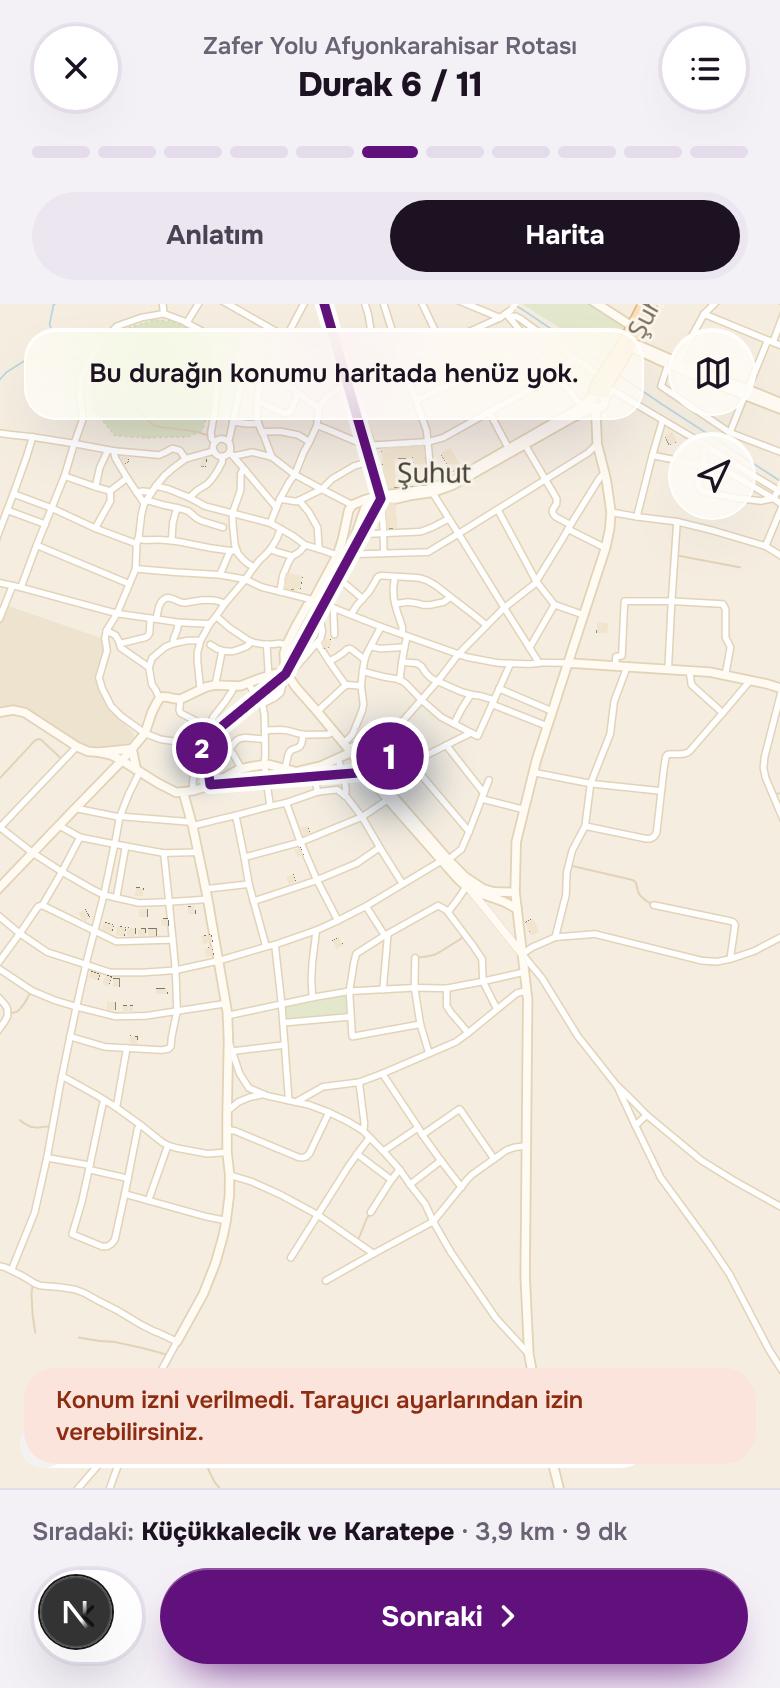 Zafer Yolu Afyonkarahisar Rotası
Durak 6 / 11
Anlatım
Harita
Şu
Bu durağın konumu haritada henüz yok.
Şuhut
2
1
Konum izni verilmedi. Tarayıcı ayarlarından izin
verebilirsiniz.
Sıradaki: Küçükkalecik ve Karatepe · 3,9 km · 9 dk
N
Sonraki